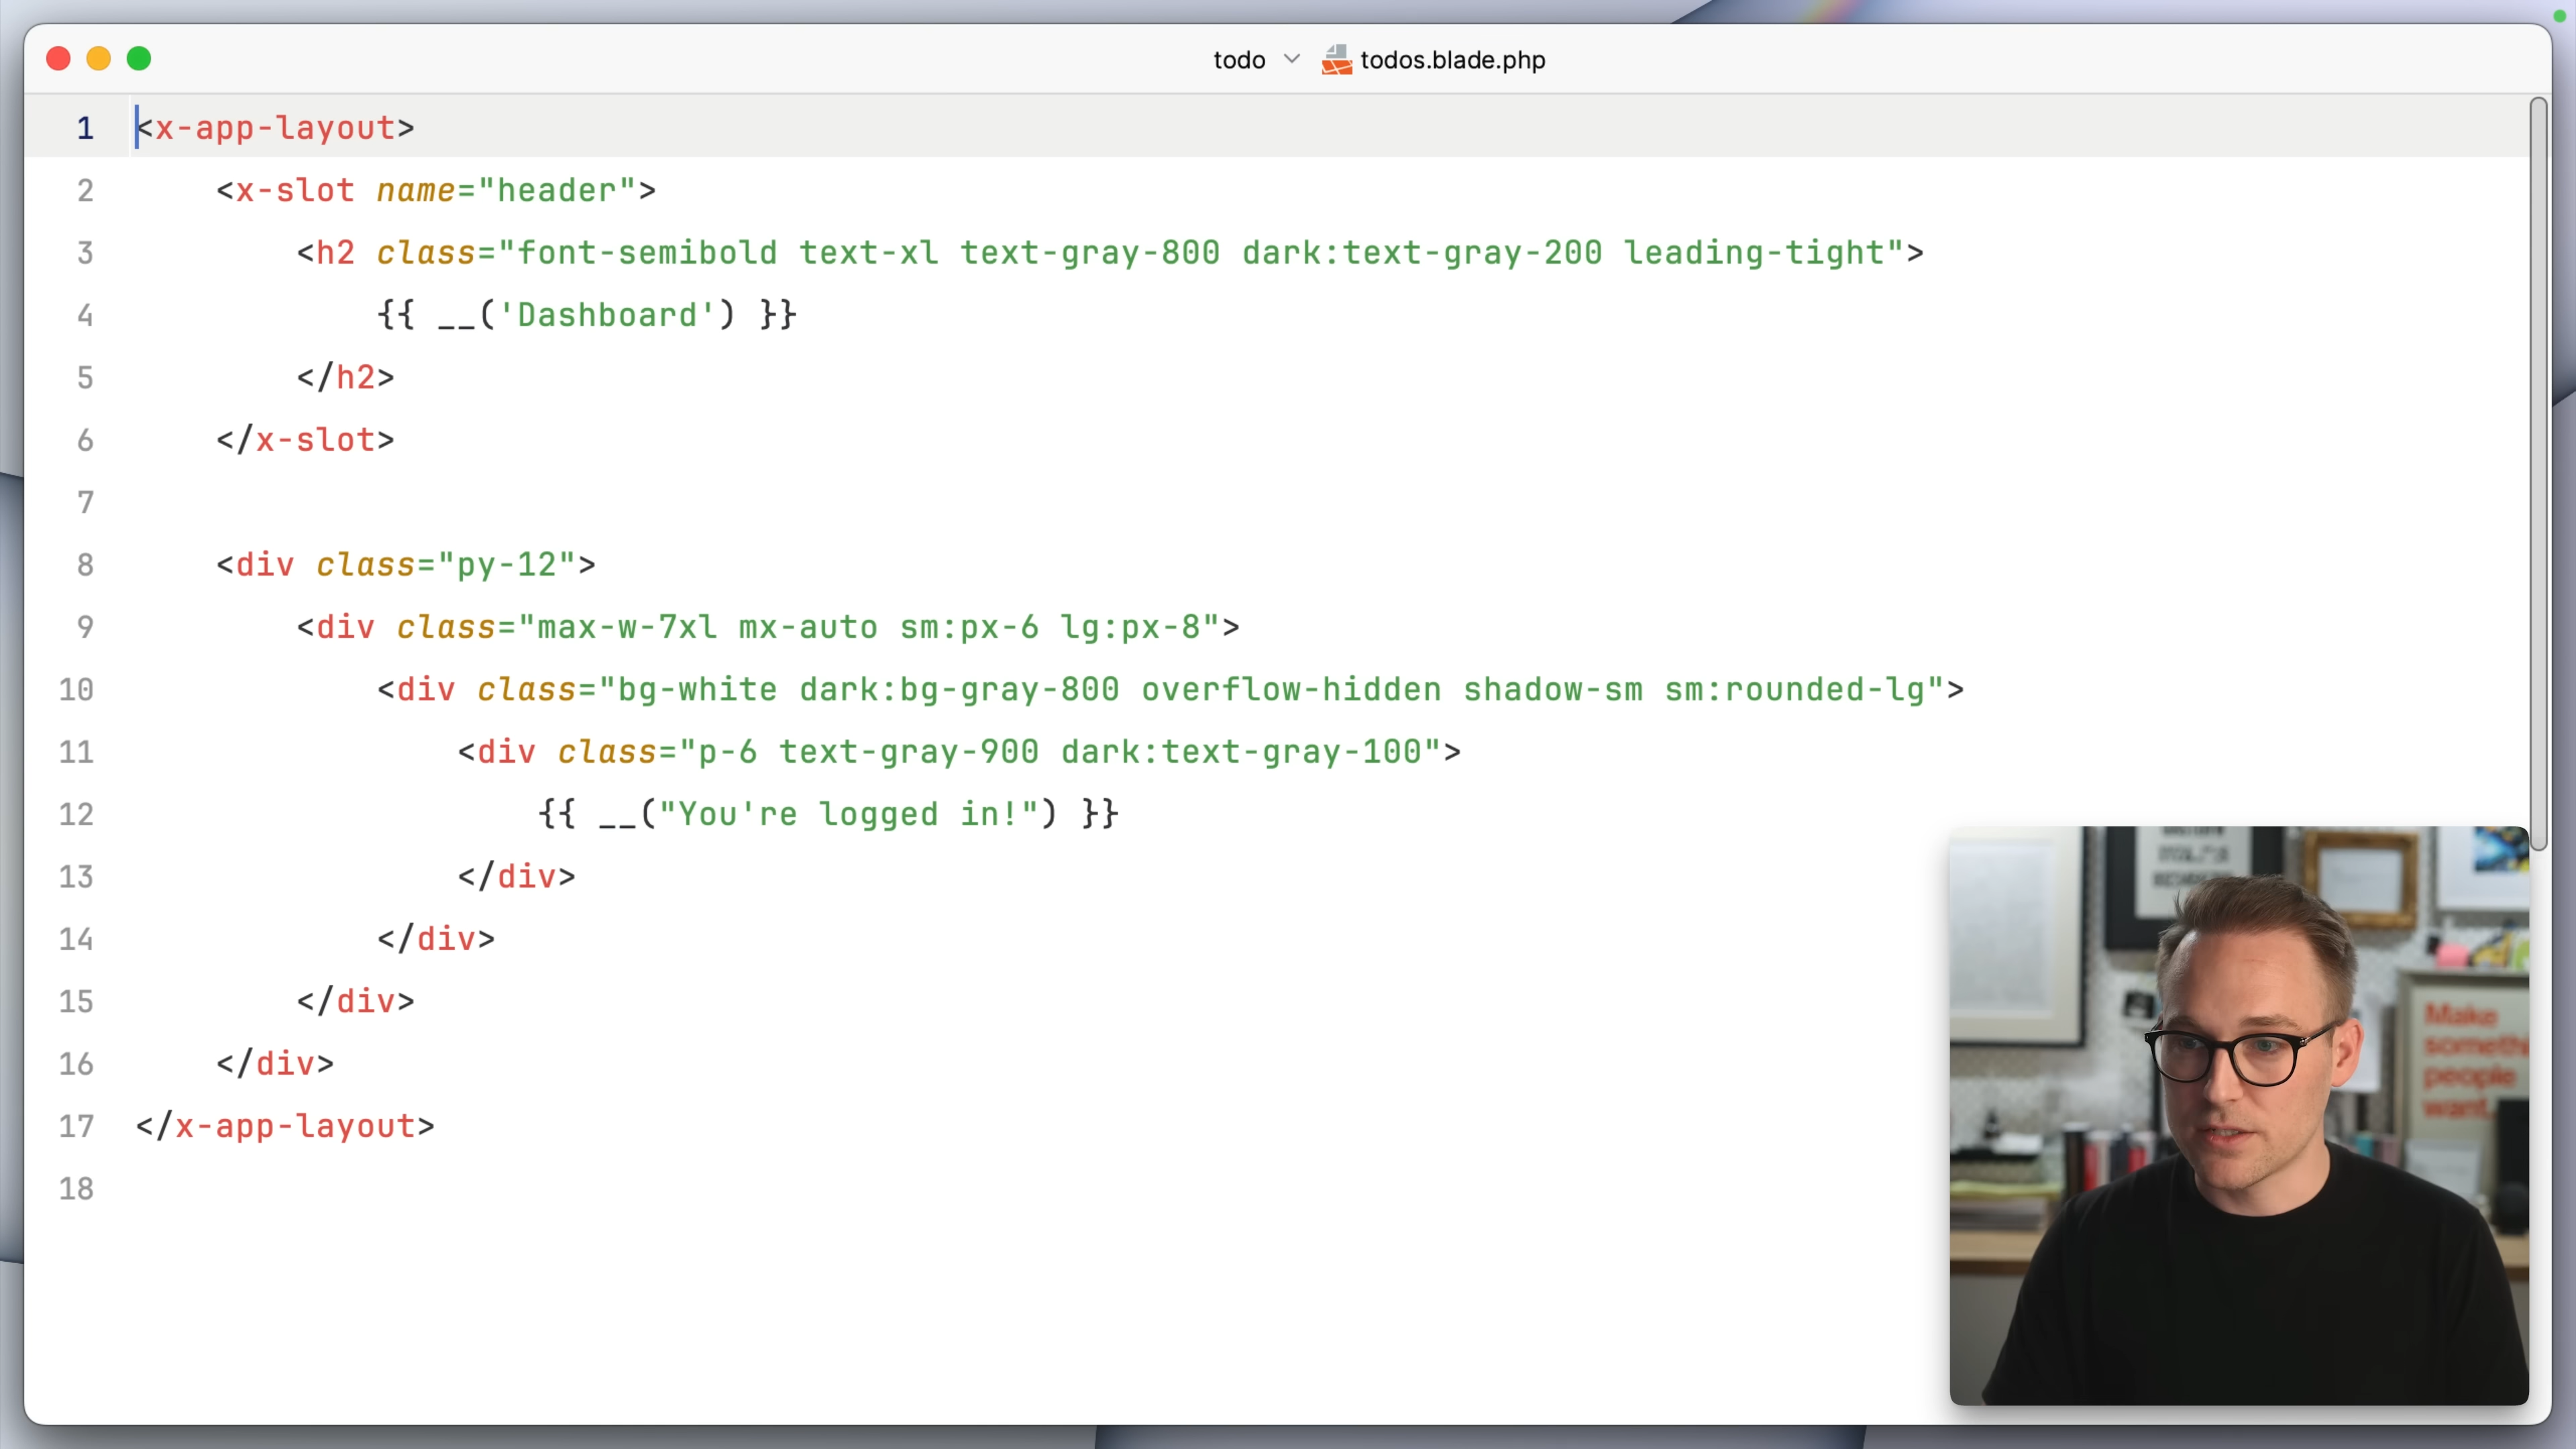 todo todos.blade.php
1 <x-app-layout>
2 <x-slot name="header">
3 <h2 class="font-semibold text-xl text-gray-800 dark:text-gray-200 leading-tight">
4 {{ __('Dashboard') }}
5 </h2>
6 </x-slot>
7
8 <div class="py-12">
9 <div class="max-w-7xl mx-auto sm:px-6 lg:px-8">
10 <div class="bg-white dark:bg-gray-800 overflow-hidden shadow-sm sm:rounded-lg">
11 <div class="p-6 text-gray-900 dark:text-gray-100">
12 {{ __("You're logged in!") }}
13 </div>
14 </div>
15 </div>
16 </div>
17 </x-app-layout>
18
Make
people
want